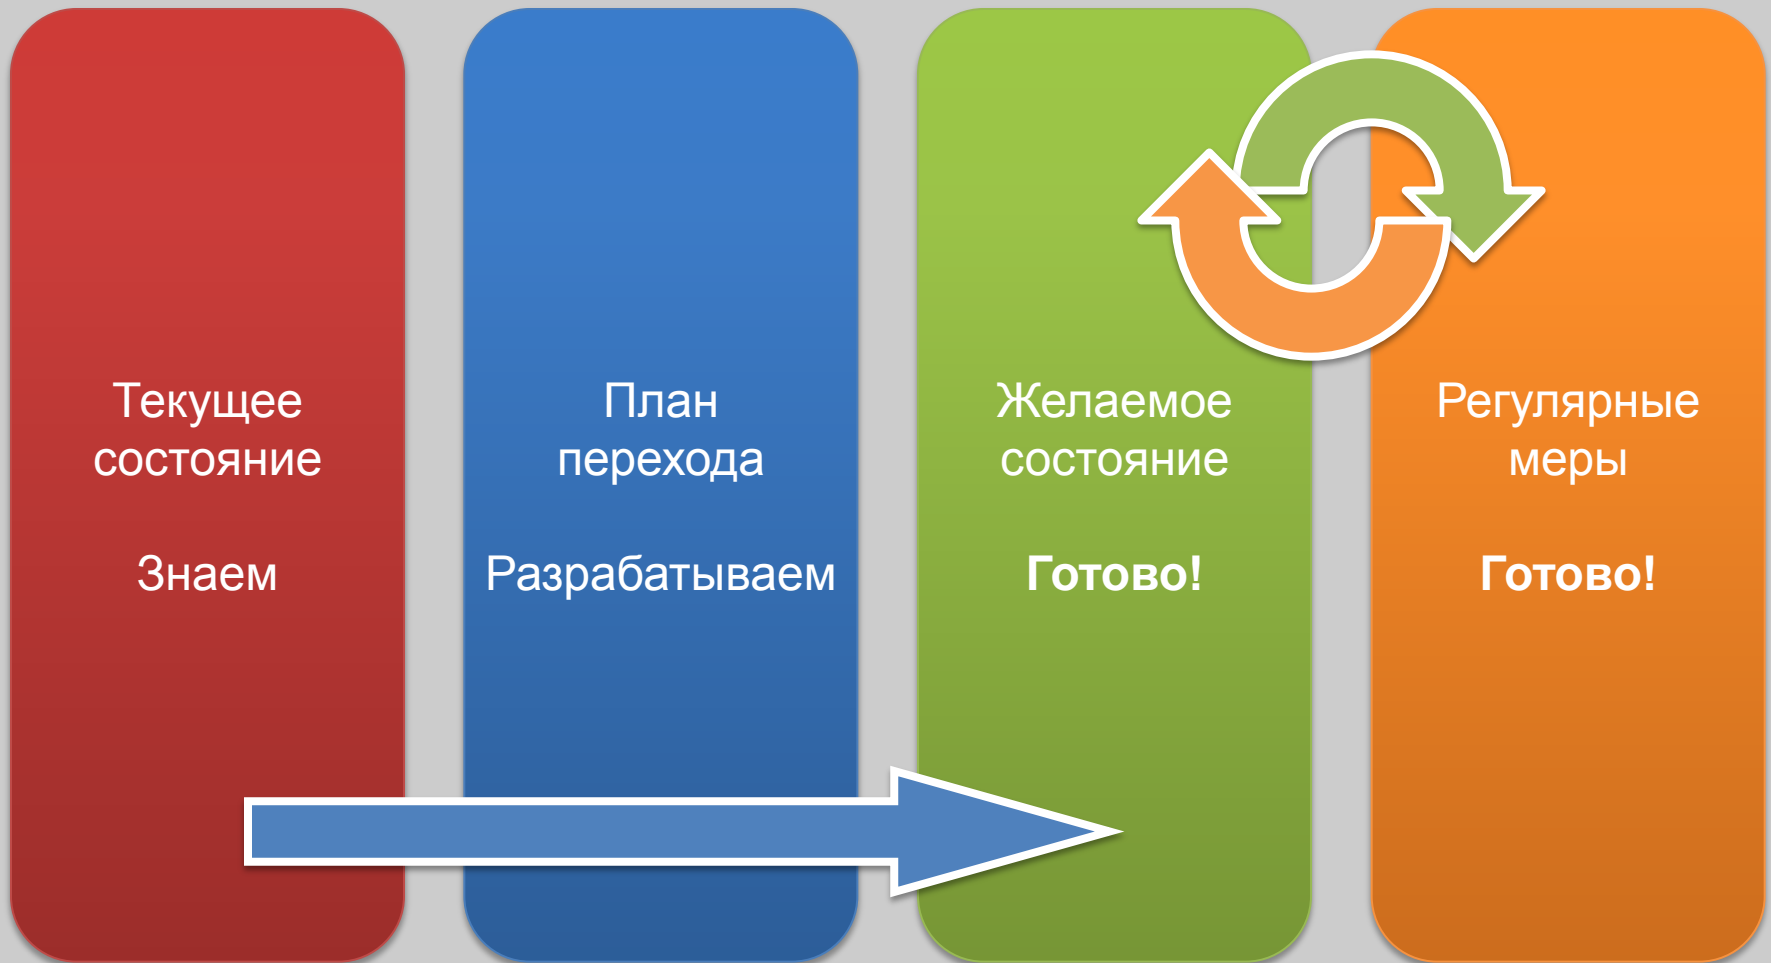 Текущее
состояние
Знаем
План
перехода
Разрабатываем
Желаемое
состояние
Готово!
Регулярные
меры
Готово!